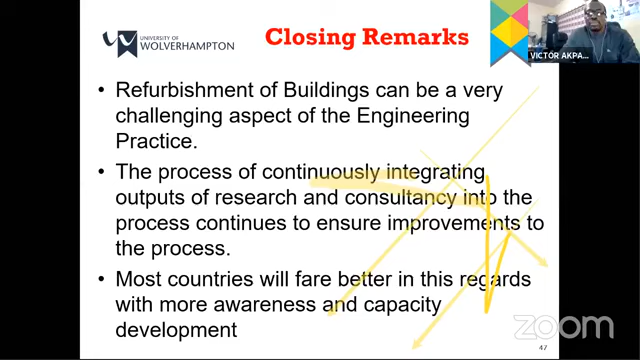 UNIVERSITY OF
WOLVERHAMPTON
Closing Remarks
VICTOR AKPA...
• Refurbishment of Buildings can be a very
challenging aspect of the Engineering
Practice.
• The process of continuously integrating
outputs of research and consultancy into the
process continues to ensure improvements to
the process.
• Most countries will fare better in this regards
with more awareness and capacity
development
zoom
47